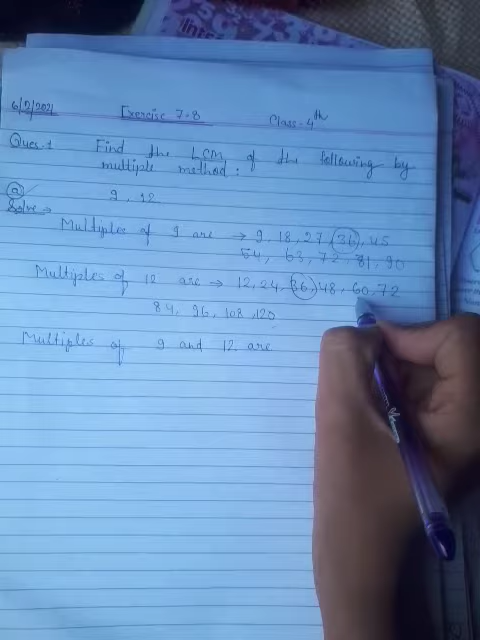 6/2/2021 Exercise 7.8 Class-4th
Ques-1 Find the LCM of the following by
multiple method:
(a) 9, 12
Solve→
Multiples of 9 are → 9, 18, 27, 36, 45
54, 63, 72, 81, 90
Multiples of 12 are → 12, 24, 36, 48, 60, 72
84, 96, 108, 120
Multiples of 9 and 12 are